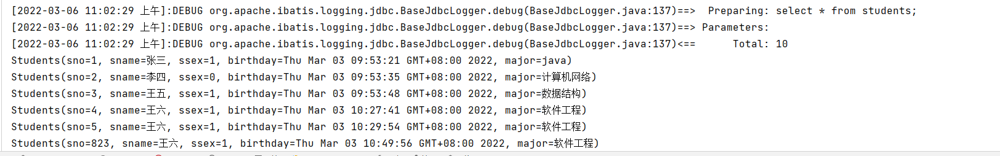 [2022-03-06 11:02:29 上午]:DEBUG org.apache.ibatis.logging.jdbc.BaseJdbcLogger.debug(BaseJdbcLogger.java:137)==>  Preparing: select * from students;
[2022-03-06 11:02:29 上午]:DEBUG org.apache.ibatis.logging.jdbc.BaseJdbcLogger.debug(BaseJdbcLogger.java:137)==> Parameters:
[2022-03-06 11:02:29 上午]:DEBUG org.apache.ibatis.logging.jdbc.BaseJdbcLogger.debug(BaseJdbcLogger.java:137)<==      Total: 10
Students(sno=1, sname=张三, ssex=1, birthday=Thu Mar 03 09:53:21 GMT+08:00 2022, major=java)
Students(sno=2, sname=李四, ssex=0, birthday=Thu Mar 03 09:53:35 GMT+08:00 2022, major=计算机网络)
Students(sno=3, sname=王五, ssex=1, birthday=Thu Mar 03 09:53:48 GMT+08:00 2022, major=数据结构)
Students(sno=4, sname=王六, ssex=1, birthday=Thu Mar 03 10:27:41 GMT+08:00 2022, major=软件工程)
Students(sno=5, sname=王六, ssex=1, birthday=Thu Mar 03 10:29:54 GMT+08:00 2022, major=软件工程)
Students(sno=823, sname=王六, ssex=1, birthday=Thu Mar 03 10:49:56 GMT+08:00 2022, major=软件工程)